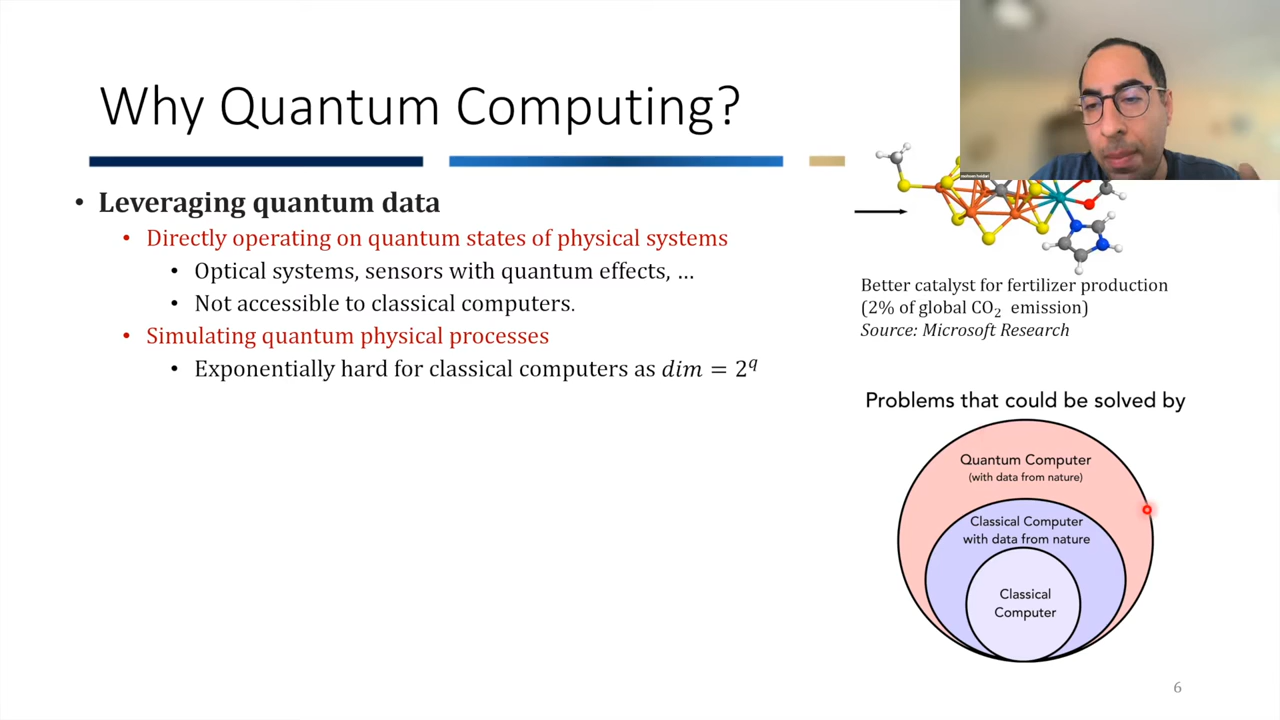 Why Quantum Computing?
• Leveraging quantum data
• Directly operating on quantum states of physical systems
• Optical systems, sensors with quantum effects, …
• Not accessible to classical computers.
• Simulating quantum physical processes
• Exponentially hard for classical computers as dim = 2^q
Better catalyst for fertilizer production
(2% of global CO₂ emission)
Source: Microsoft Research
Problems that could be solved by
Quantum Computer
(with data from nature)
Classical Computer
with data from nature
Classical
Computer
6